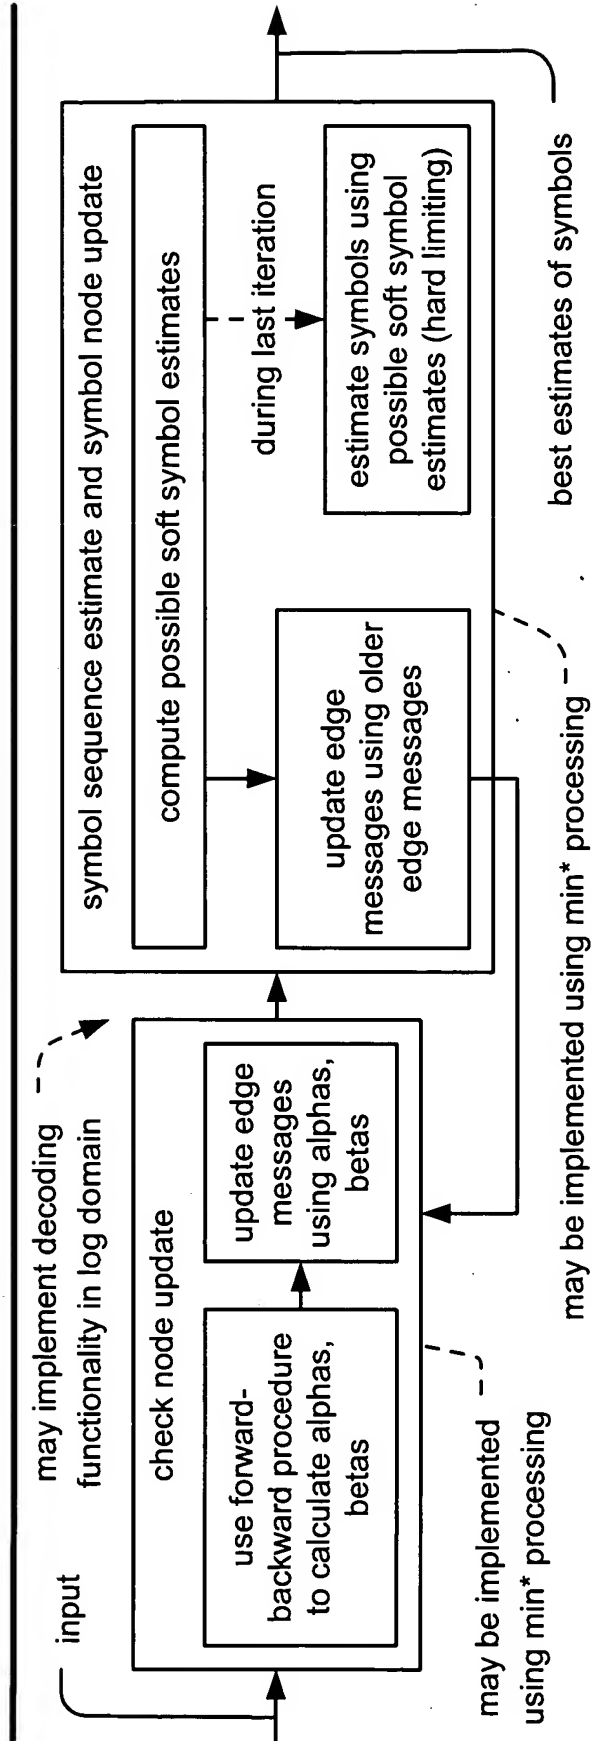 input
may implement decoding
functionality in log domain
check node update
use forward-
backward procedure
to calculate alphas,
betas
update edge
messages
using alphas,
betas
may be implemented
using min* processing
symbol sequence estimate and symbol node update
compute possible soft symbol estimates
update edge
messages using older
edge messages
during last iteration
estimate symbols using
possible soft symbol
estimates (hard limiting)
may be implemented using min* processing
best estimates of symbols